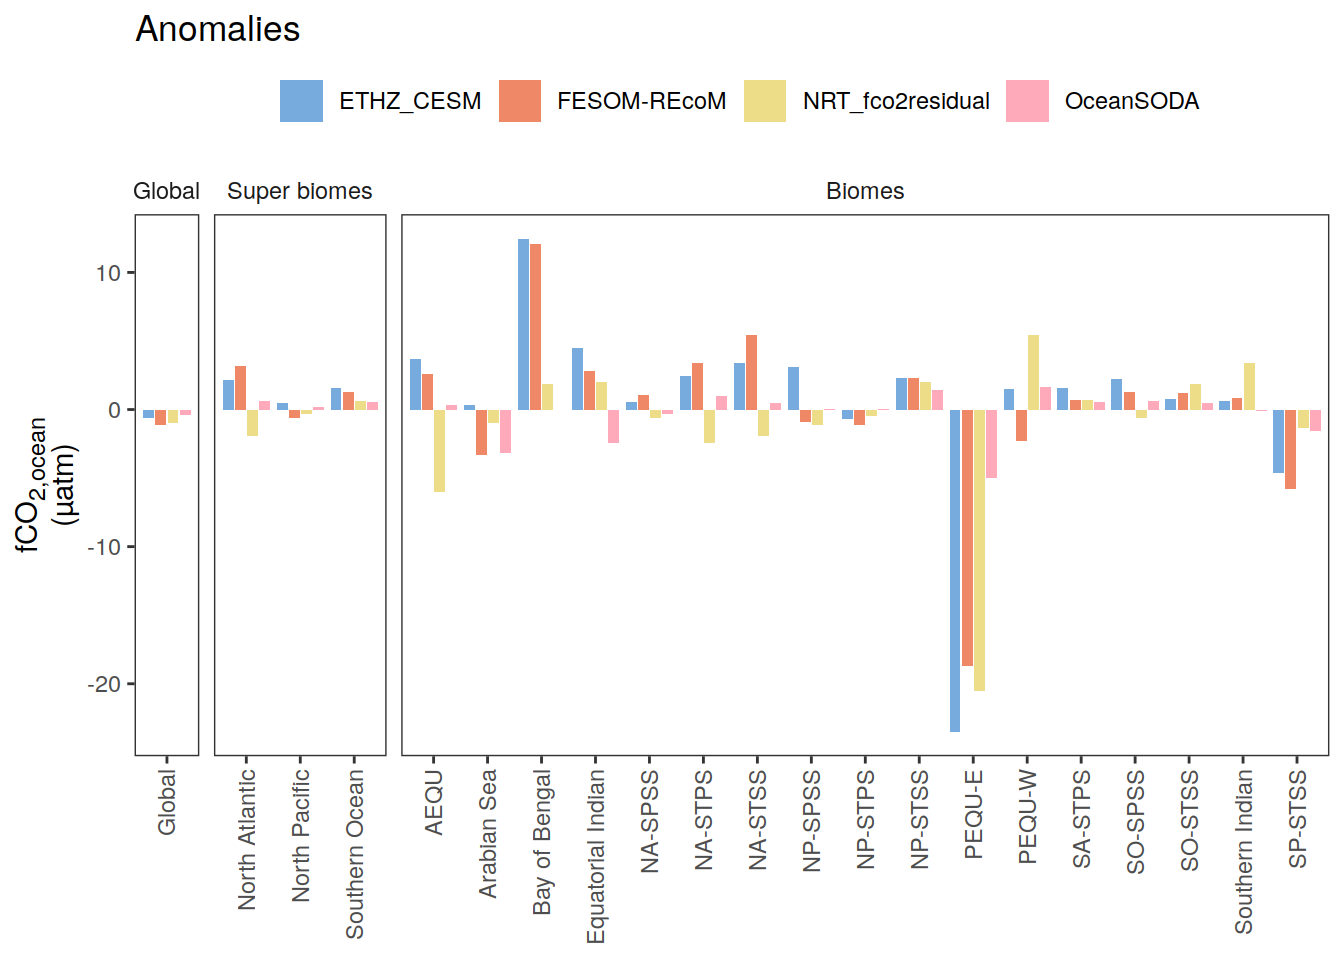 Anomalies
ETHZ_CESM FESOM-REcoM NRT_fco2residual OceanSODA
Global Super biomes Biomes
10
0
-10
-20
fCO2,ocean
(µatm)
Global
North Atlantic
North Pacific
Southern Ocean
AEQU
Arabian Sea
Bay of Bengal
Equatorial Indian
NA-SPSS
NA-STPS
NA-STSS
NP-SPSS
NP-STPS
NP-STSS
PEQU-E
PEQU-W
SA-STPS
SO-SPSS
SO-STSS
Southern Indian
SP-STSS